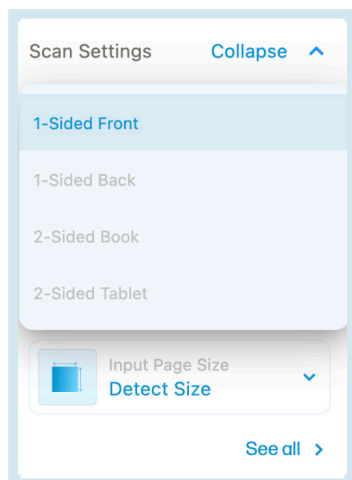 Scan Settings Collapse
1-Sided Front
1-Sided Back
2-Sided Book
2-Sided Tablet
Input Page Size
Detect Size
See all